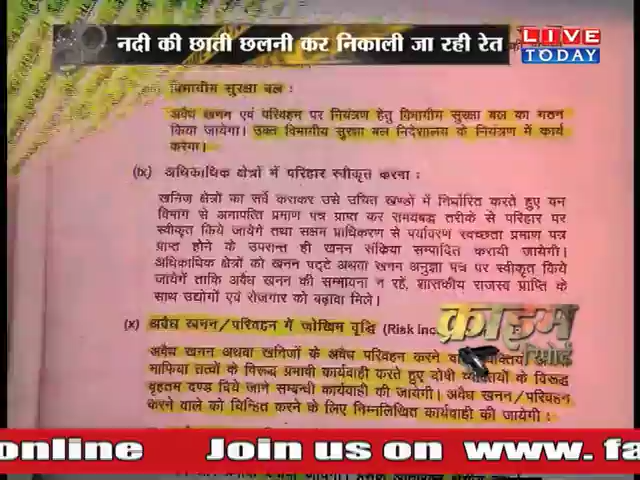 नदी की छाती छलनी कर निकाली जा रही रेत
LIVE
TODAY
विभागीय सुरक्षा बल :
अवैध खनन एवं परिवहन पर नियंत्रण हेतु विभागीय सुरक्षा बल का गठन
किया जायेगा। उक्त विभागीय सुरक्षा बल निदेशालय के नियंत्रण में कार्य
करेगा।
(ix) अधिकाधिक क्षेत्रों में परिहार स्वीकृत करना :
खनिज क्षेत्रों का सर्वे कराकर उसे उचित खण्डों में निर्धारित करते हुए वन
विभाग से अनापत्ति प्रमाण पत्र प्राप्त कर समयबद्ध तरीके से परिहार पर
स्वीकृत किये जायेंगे तथा सक्षम प्राधिकरण से पर्यावरण स्वच्छता प्रमाण पत्र
प्राप्त होने के उपरान्त ही खनन संक्रिया सम्पादित करायी जायेगी।
अधिकाधिक क्षेत्रों को खनन पट्टे अथवा खनन अनुज्ञा पत्र पर स्वीकृत किये
जायेगें ताकि अवैध खनन की सम्भावना न रहें, शासकीय राजस्व प्राप्ति के
साथ उद्योगों एवं रोजगार को बढ़ावा मिले।
(x) अवैध खनन/परिवहन में जोखिम वृद्धि (Risk Inc
क्राइम
रिपोर्ट
अवैध खनन अथवा खनिजों के अवैध परिवहन करने वाले
माफिया तत्वों के विरूद्ध प्रभावी कार्यवाही करते हुए दोषी व्यक्तियों के विरूद्ध
वृहतम दण्ड दिये जाने सम्बन्धी कार्यवाही की जायेगी। अवैध खनन/परिवहन
करने वाले को चिन्हित करने के लिए निम्नलिखित कार्यवाही की जायेगी :
online Join us on www. fa